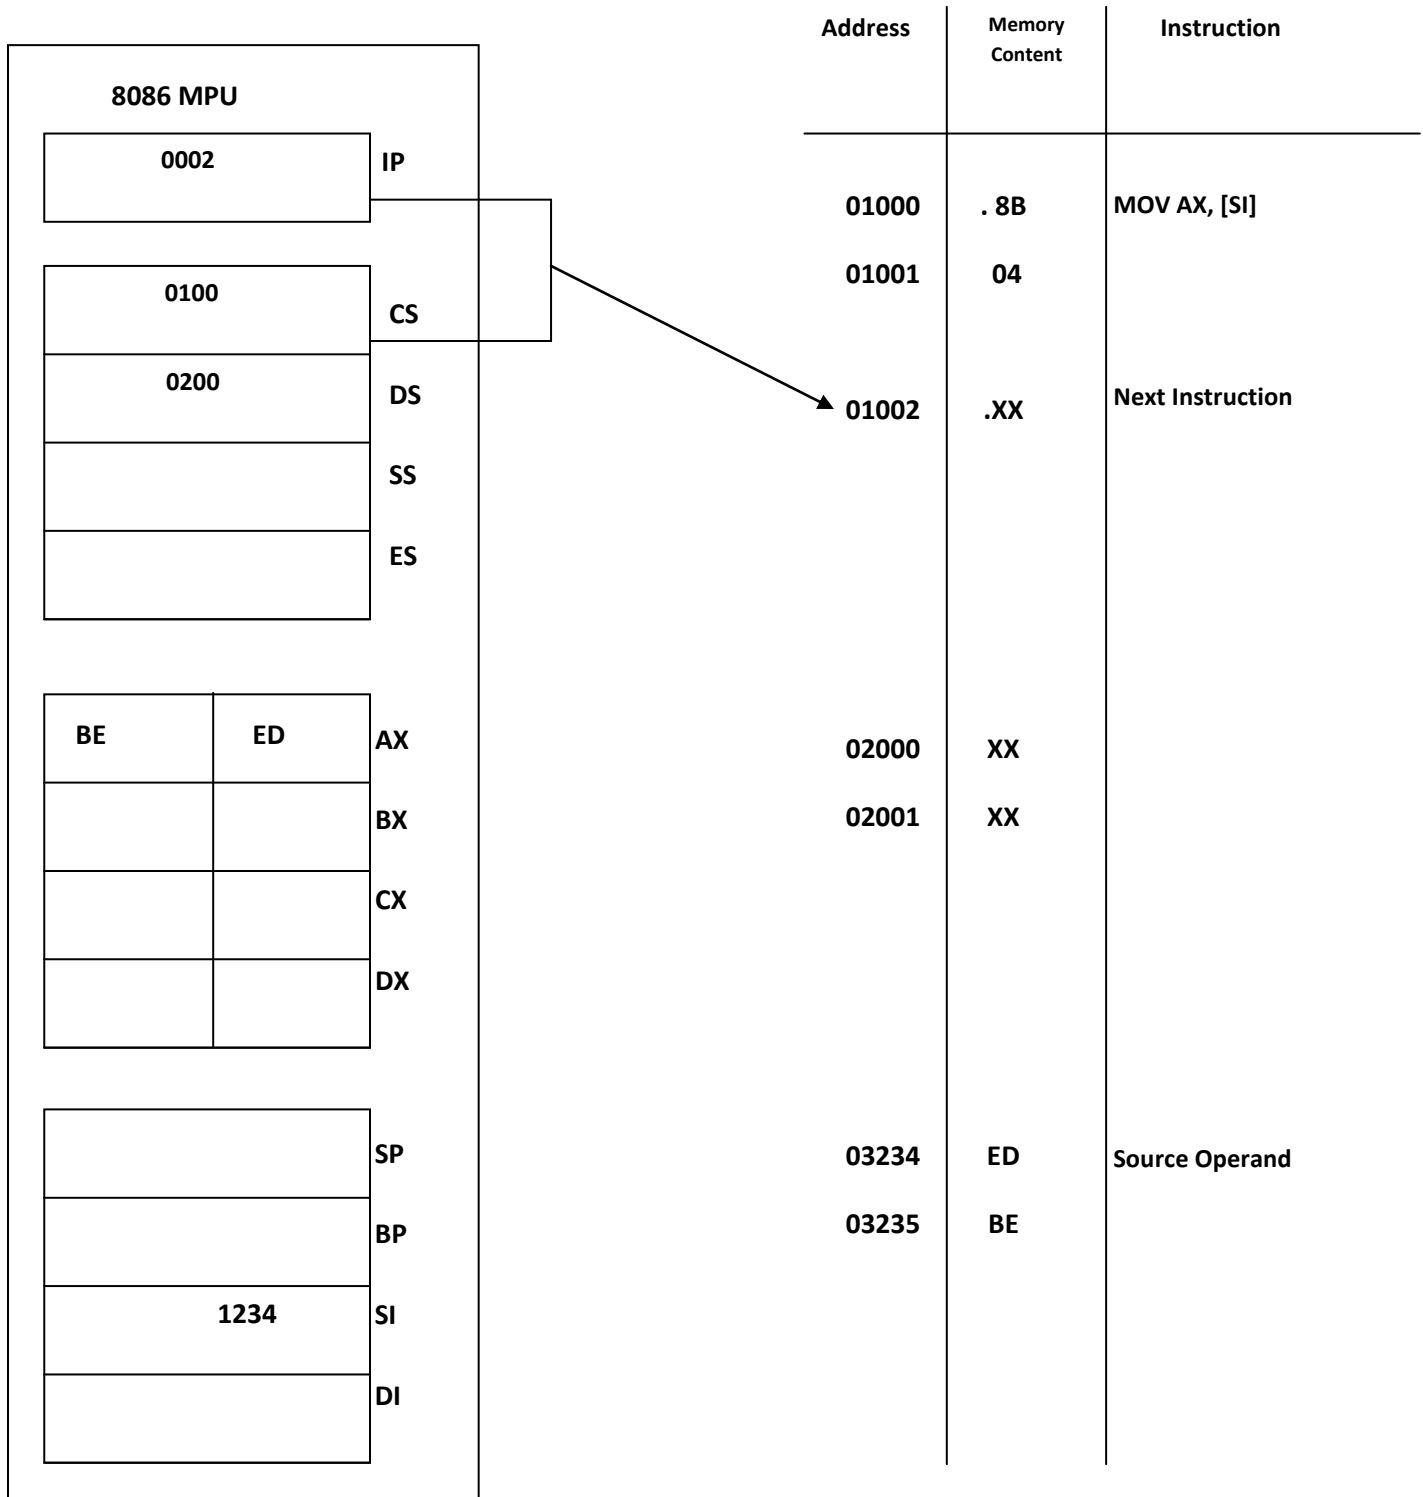 8086 MPU
0002 IP
0100 CS
0200 DS
SS
ES
BE ED AX
BX
CX
DX
SP
BP
1234 SI
DI
Address Memory Content Instruction
01000 . 8B MOV AX, [SI]
01001 04
01002 .XX Next Instruction
02000 XX
02001 XX
03234 ED Source Operand
03235 BE